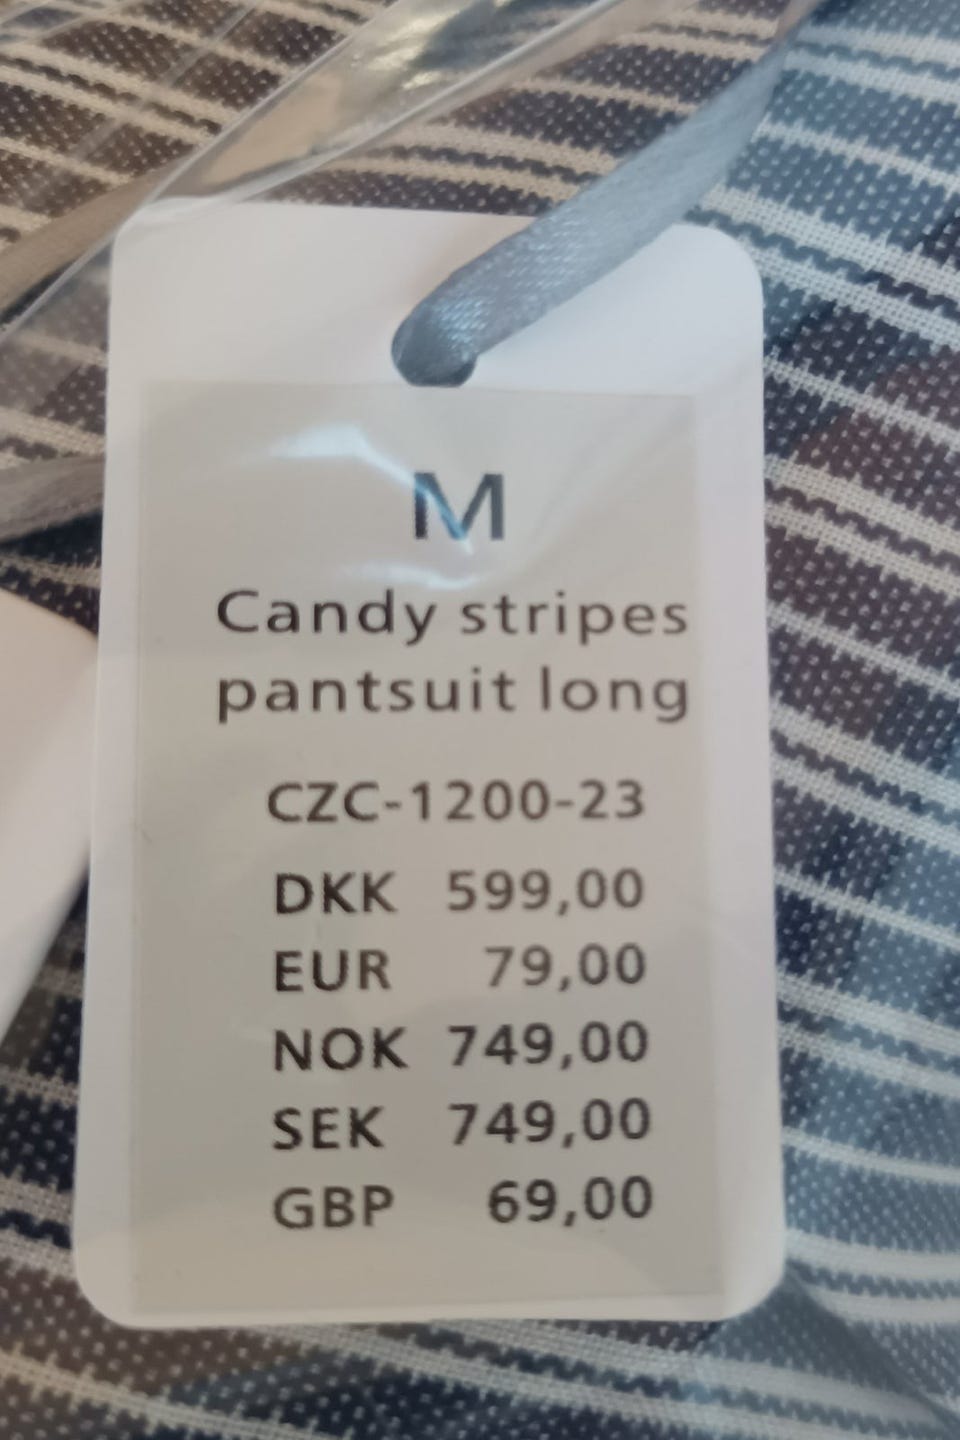 M
Candy stripes
pantsuit long
CZC-1200-23
DKK 599,00
EUR 79,00
NOK 749,00
SEK 749,00
GBP 69,00